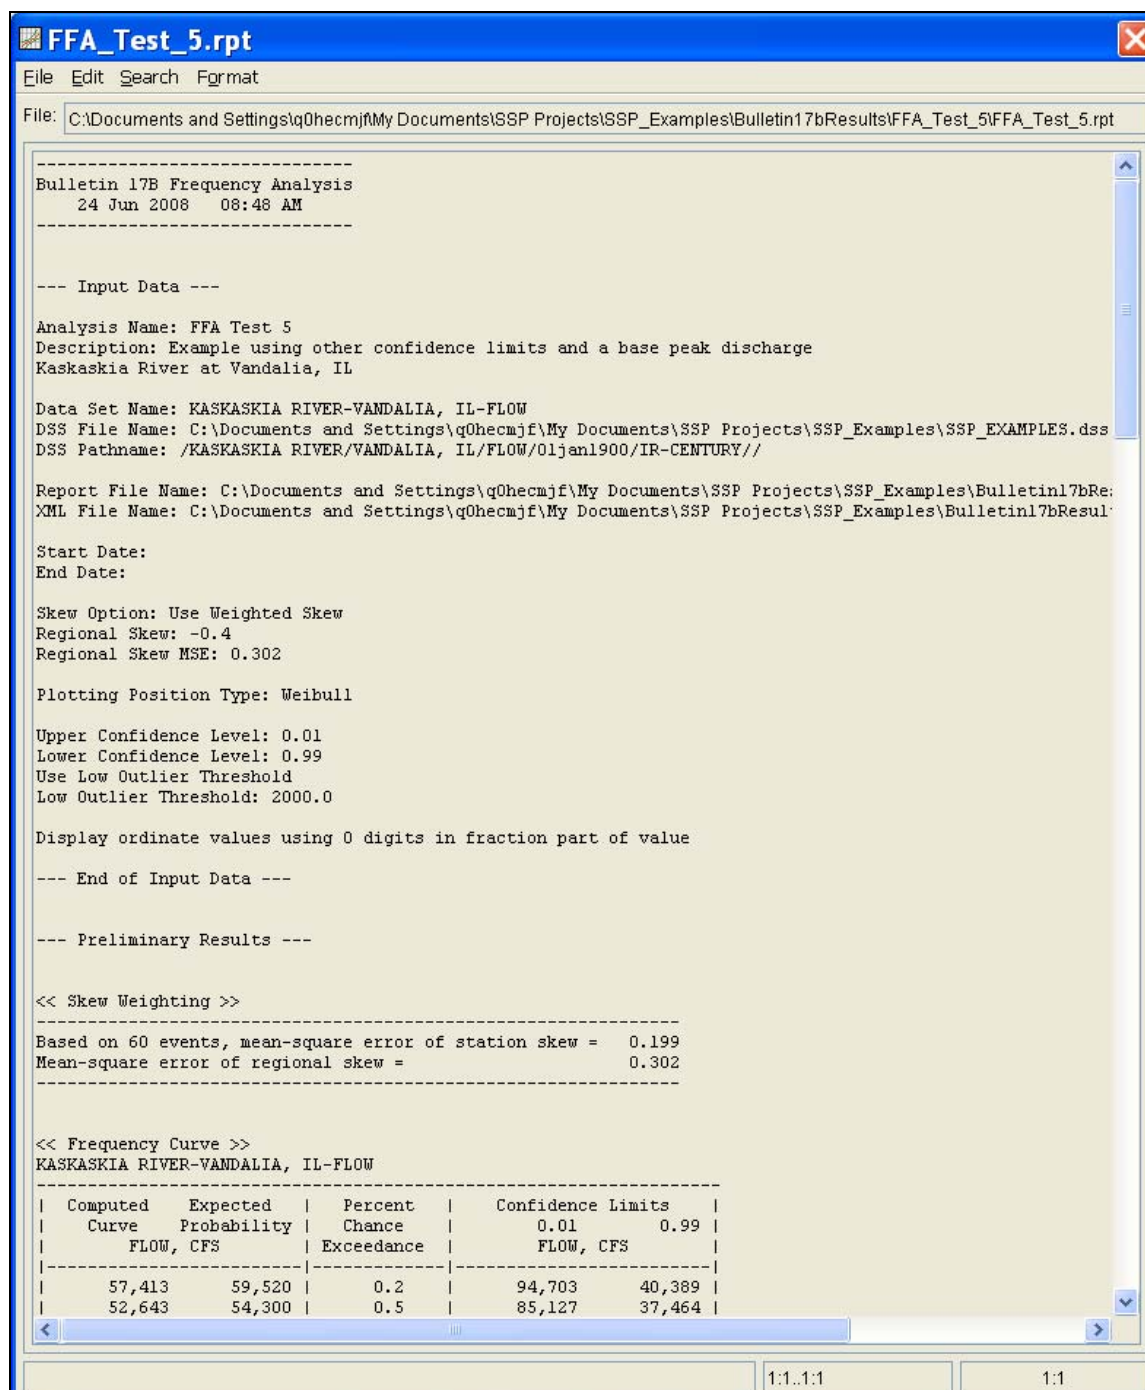 FFA_Test_5.rpt
File Edit Search Format
File: C:\Documents and Settings\q0hecmjf\My Documents\SSP Projects\SSP_Examples\Bulletin17bResults\FFA_Test_5\FFA_Test_5.rpt
-------------------------------
Bulletin 17B Frequency Analysis
24 Jun 2008 08:48 AM
-------------------------------
--- Input Data ---
Analysis Name: FFA Test 5
Description: Example using other confidence limits and a base peak discharge
Kaskaskia River at Vandalia, IL
Data Set Name: KASKASKIA RIVER-VANDALIA, IL-FLOW
DSS File Name: C:\Documents and Settings\q0hecmjf\My Documents\SSP Projects\SSP_Examples\SSP_EXAMPLES.dss
DSS Pathname: /KASKASKIA RIVER/VANDALIA, IL/FLOW/01jan1900/IR-CENTURY//
Report File Name: C:\Documents and Settings\q0hecmjf\My Documents\SSP Projects\SSP_Examples\Bulletin17bRe
XML File Name: C:\Documents and Settings\q0hecmjf\My Documents\SSP Projects\SSP_Examples\Bulletin17bResul
Start Date:
End Date:
Skew Option: Use Weighted Skew
Regional Skew: -0.4
Regional Skew MSE: 0.302
Plotting Position Type: Weibull
Upper Confidence Level: 0.01
Lower Confidence Level: 0.99
Use Low Outlier Threshold
Low Outlier Threshold: 2000.0
Display ordinate values using 0 digits in fraction part of value
--- End of Input Data ---
--- Preliminary Results ---
<< Skew Weighting >>
---------------------------------------------------------------
Based on 60 events, mean-square error of station skew = 0.199
Mean-square error of regional skew = 0.302
---------------------------------------------------------------
<< Frequency Curve >>
KASKASKIA RIVER-VANDALIA, IL-FLOW
-------------------------------------------------------------------
| Computed Expected | Percent | Confidence Limits |
| Curve Probability | Chance | 0.01 0.99 |
| FLOW, CFS | Exceedance | FLOW, CFS |
|-------------------------|-------------|-------------------------|
| 57,413 59,520 | 0.2 | 94,703 40,389 |
| 52,643 54,300 | 0.5 | 85,127 37,464 |
1:1..1:1 1:1